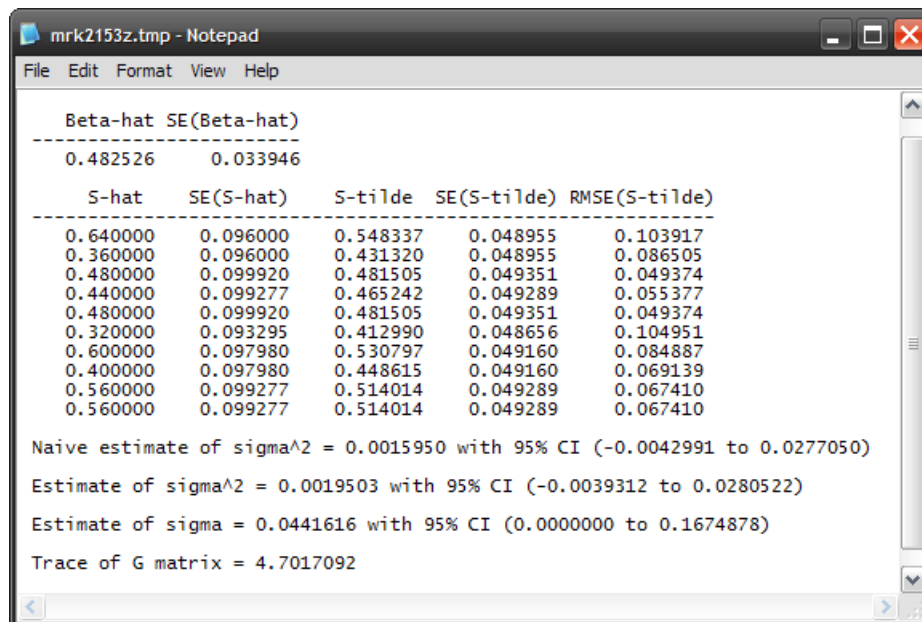 mrk2153z.tmp - Notepad
File Edit Format View Help
Beta-hat SE(Beta-hat)
-------------------------
0.482526 0.033946
S-hat SE(S-hat) S-tilde SE(S-tilde) RMSE(S-tilde)
----------------------------------------------------------------
0.640000 0.096000 0.548337 0.048955 0.103917
0.360000 0.096000 0.431320 0.048955 0.086505
0.480000 0.099920 0.481505 0.049351 0.049374
0.440000 0.099277 0.465242 0.049289 0.055377
0.480000 0.099920 0.481505 0.049351 0.049374
0.320000 0.093295 0.412990 0.048656 0.104951
0.600000 0.097980 0.530797 0.049160 0.084887
0.400000 0.097980 0.448615 0.049160 0.069139
0.560000 0.099277 0.514014 0.049289 0.067410
0.560000 0.099277 0.514014 0.049289 0.067410
Naive estimate of sigma^2 = 0.0015950 with 95% CI (-0.0042991 to 0.0277050)
Estimate of sigma^2 = 0.0019503 with 95% CI (-0.0039312 to 0.0280522)
Estimate of sigma = 0.0441616 with 95% CI (0.0000000 to 0.1674878)
Trace of G matrix = 4.7017092